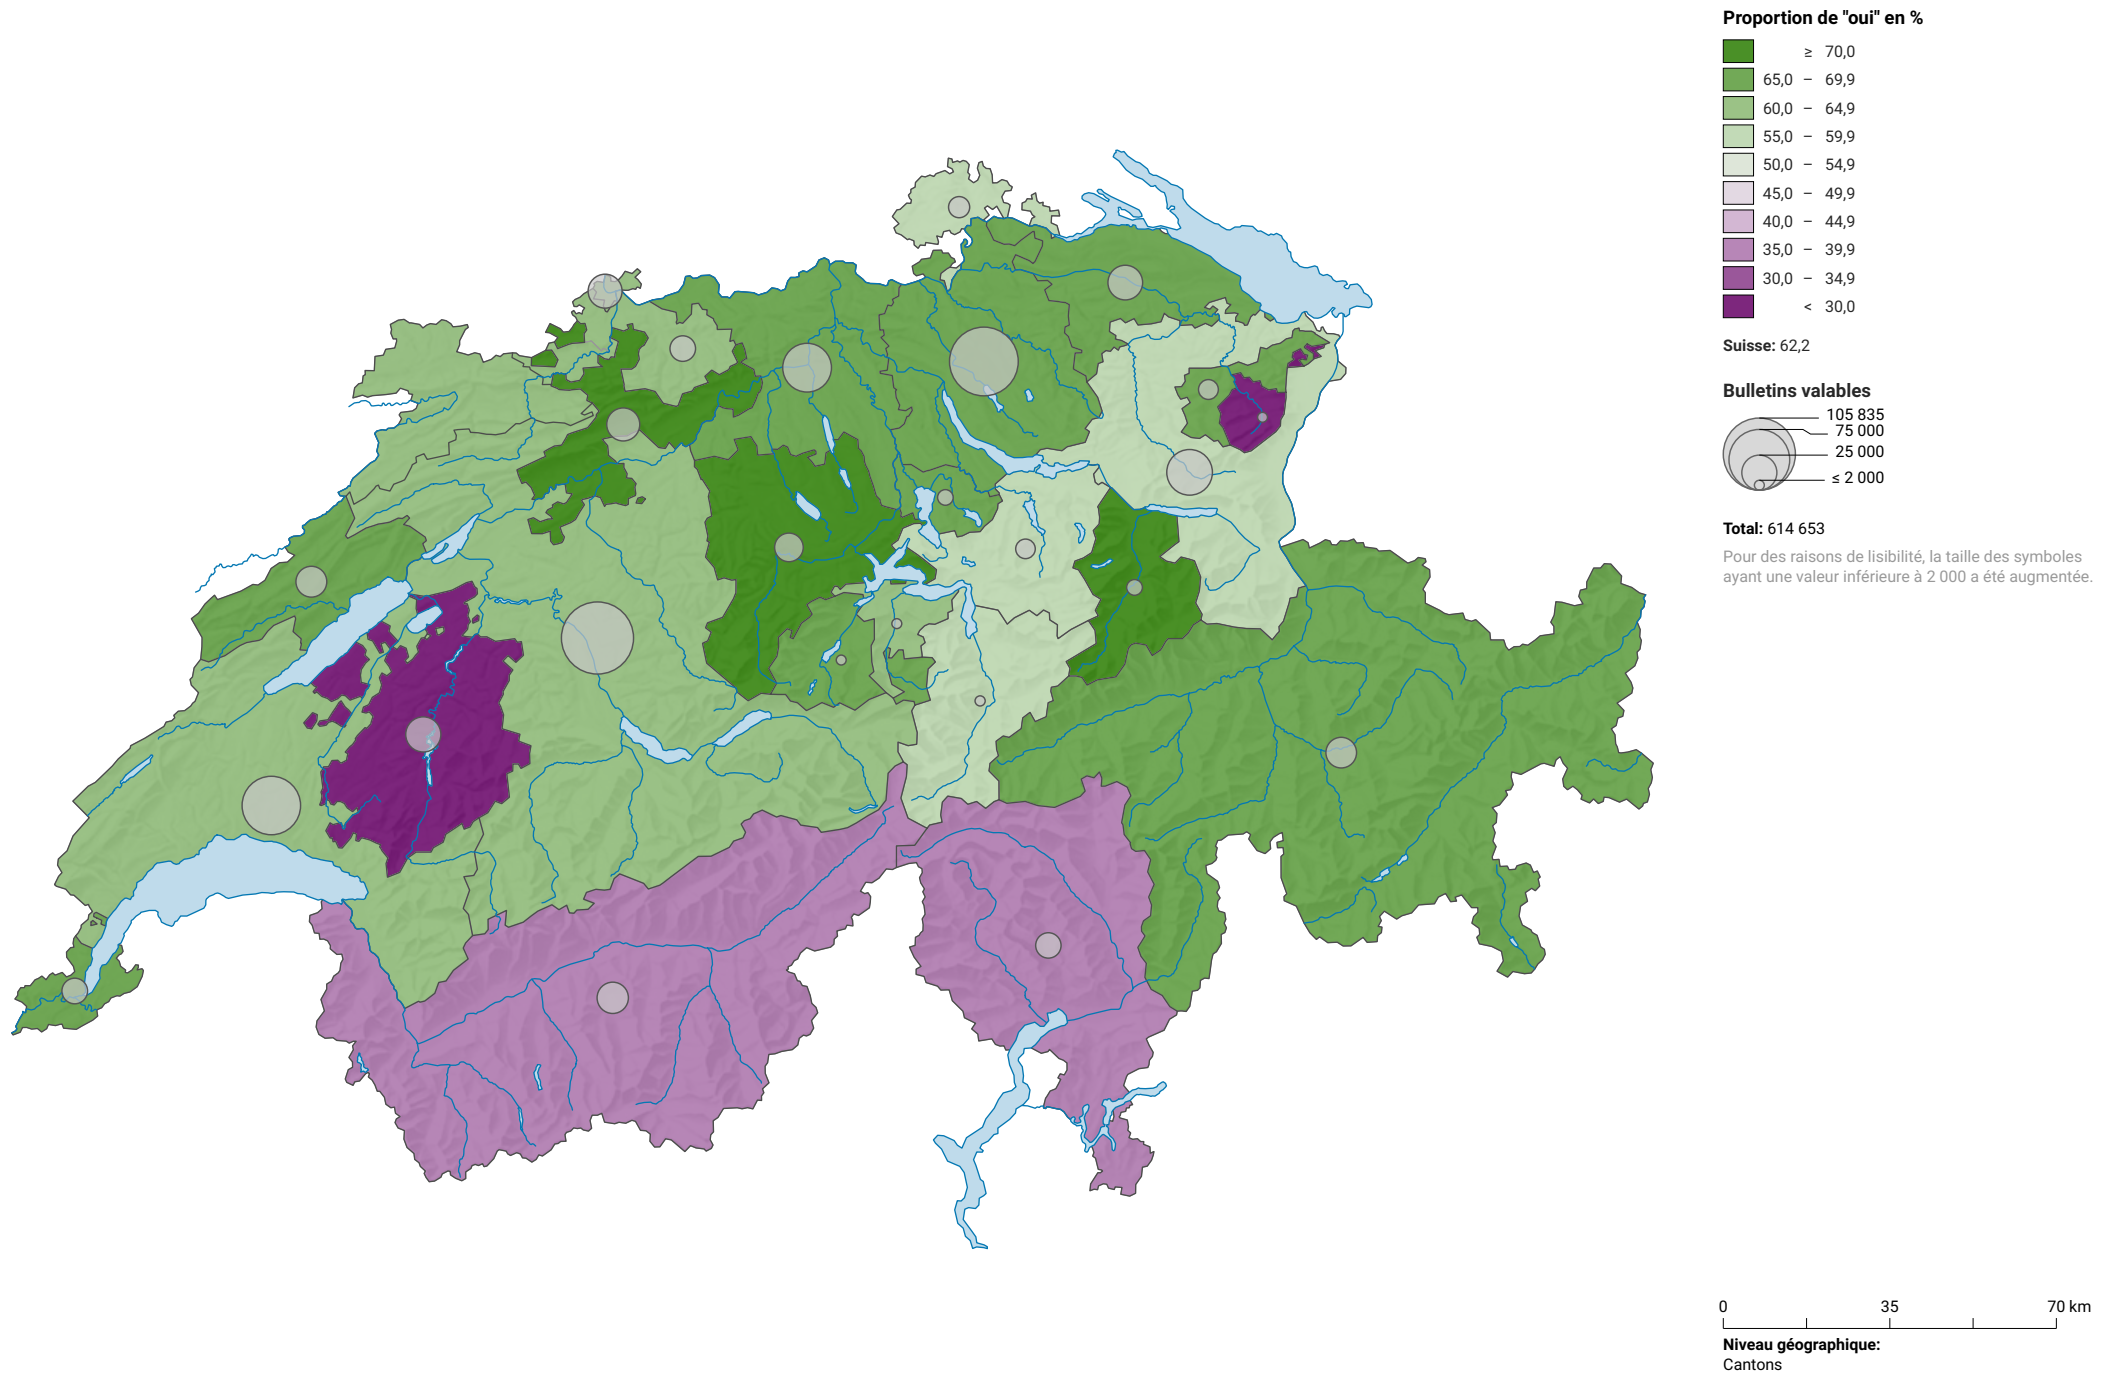 Proportion de "oui" en %
≥ 70,0
65,0 – 69,9
60,0 – 64,9
55,0 – 59,9
50,0 – 54,9
45,0 – 49,9
40,0 – 44,9
35,0 – 39,9
30,0 – 34,9
< 30,0
Suisse: 62,2
Bulletins valables
105 835
75 000
25 000
≤ 2 000
Total: 614 653
Pour des raisons de lisibilité, la taille des symboles
ayant une valeur inférieure à 2 000 a été augmentée.
0 35 70 km
Niveau géographique:
Cantons